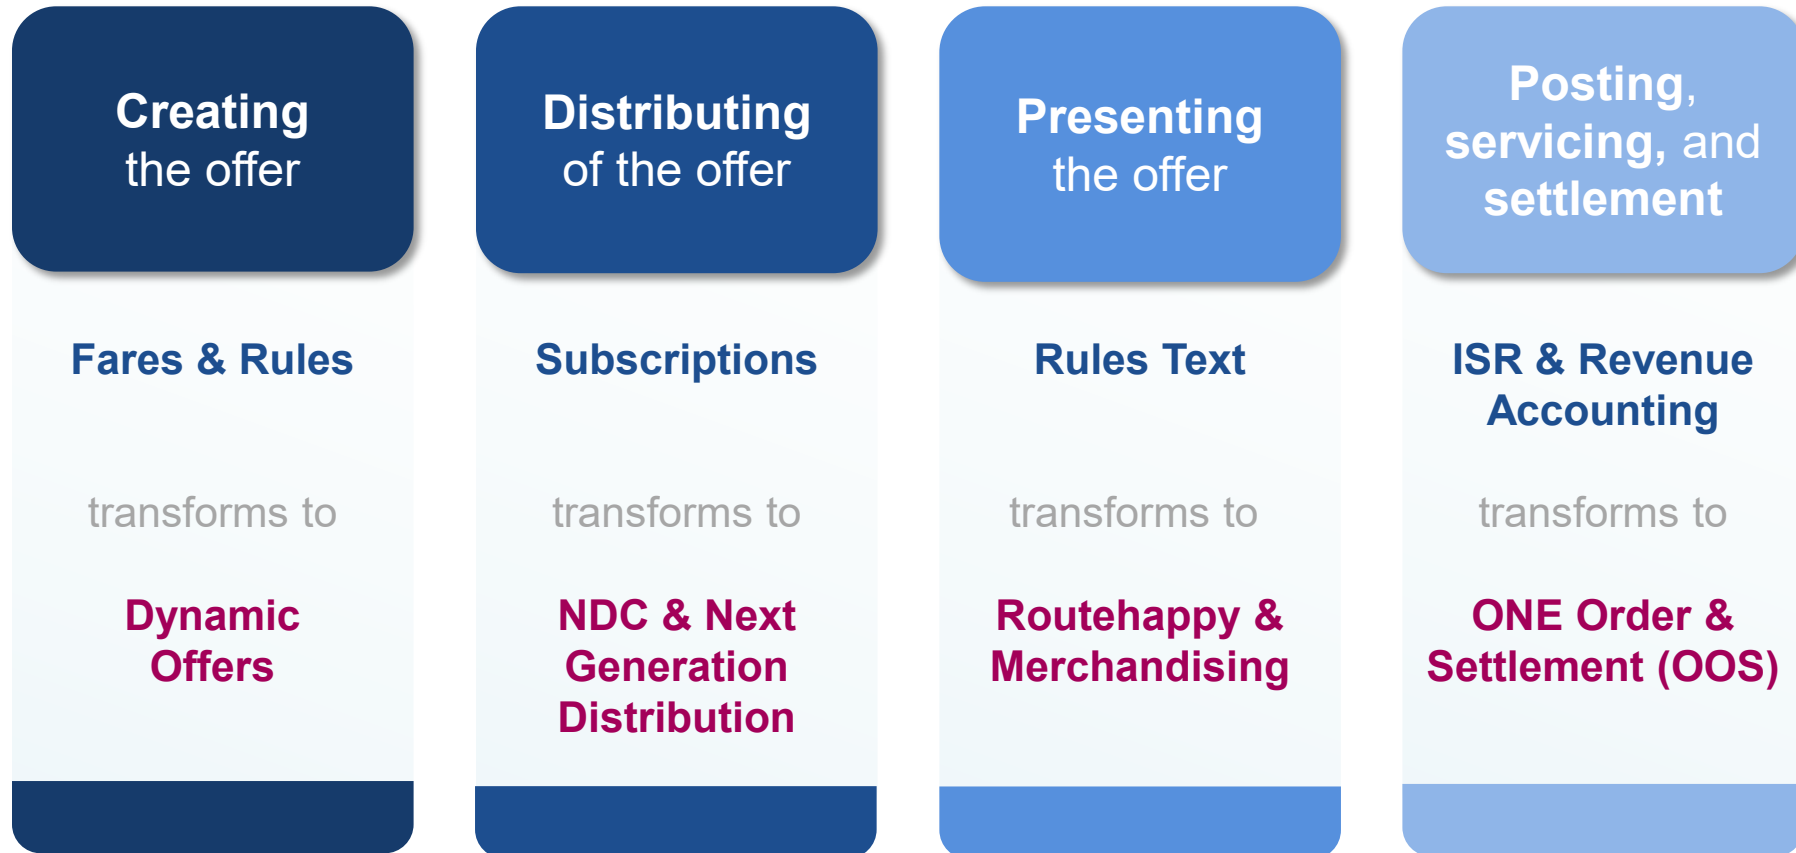 Creating
the offer
Fares & Rules
transforms to
Dynamic
Offers
Distributing
of the offer
Subscriptions
transforms to
NDC & Next
Generation
Distribution
Presenting
the offer
Rules Text
transforms to
Routehappy &
Merchandising
Posting,
servicing, and
settlement
ISR & Revenue
Accounting
transforms to
ONE Order &
Settlement (OOS)